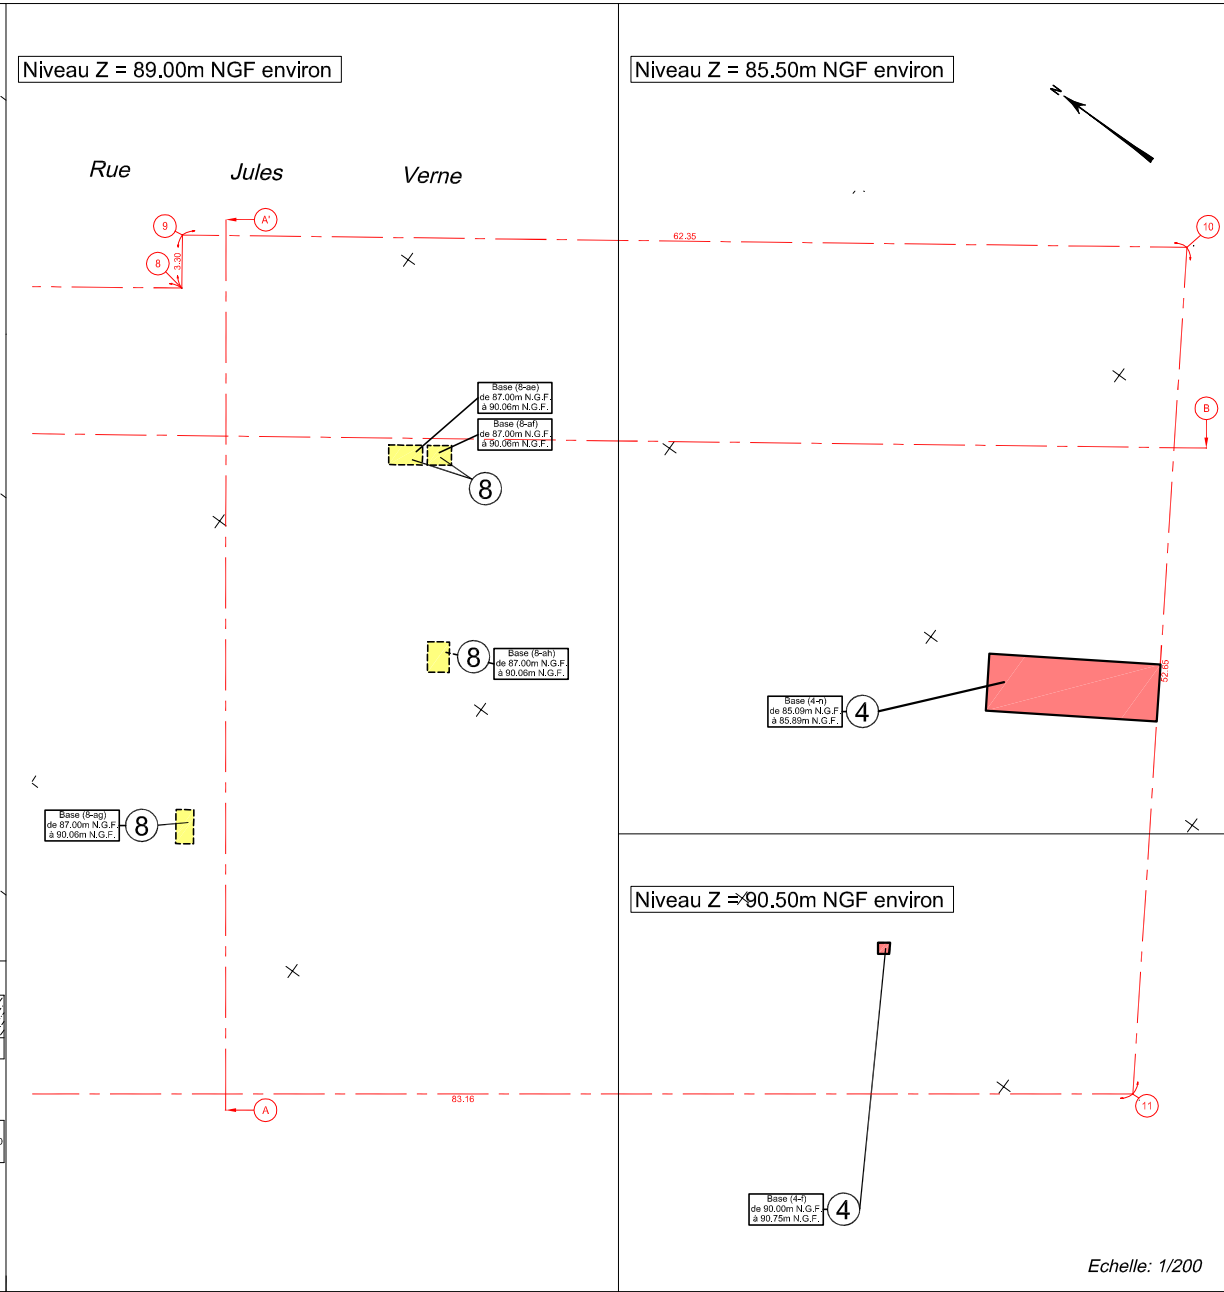 Niveau Z = 89.00m NGF environ
Rue Jules Verne
9
8
3.30
A'
Base (8-ae)
de 87.00m N.G.F.
à 90.06m N.G.F.
Base (8-af)
de 87.00m N.G.F.
à 90.06m N.G.F.
8
8
Base (8-ah)
de 87.00m N.G.F.
à 90.06m N.G.F.
Base (8-ag)
de 87.00m N.G.F.
à 90.06m N.G.F.
8
83.16
A
Niveau Z = 85.50m NGF environ
N
62.35
10
B
52.65
Base (4-n)
de 85.09m N.G.F.
à 85.89m N.G.F.
4
Niveau Z = 90.50m NGF environ
11
Base (4-f)
de 90.00m N.G.F.
à 90.75m N.G.F.
4
Echelle: 1/200